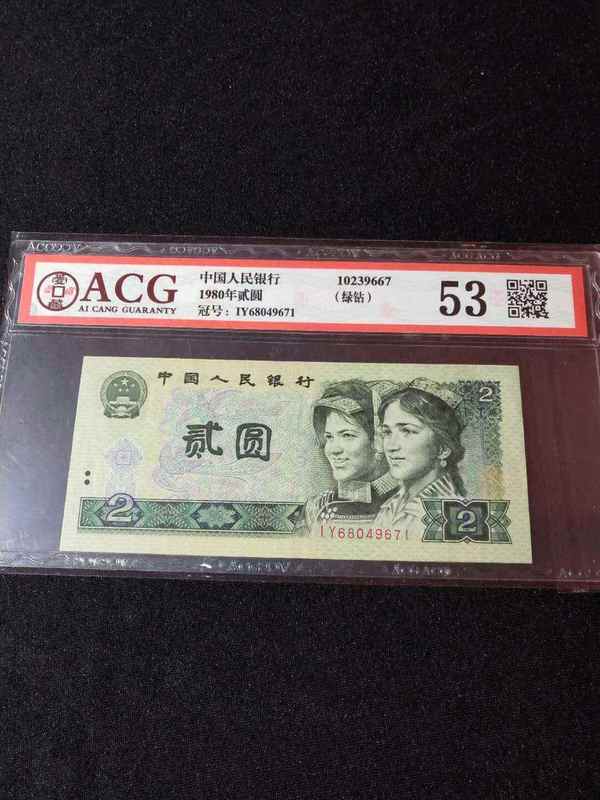 ACG
AI CANG GUARANTY
中国人民银行
1980年贰圆
冠号：IY68049671
10239667
（绿钻）
53
中国人民银行
贰圆
2
2
2
IY68049671